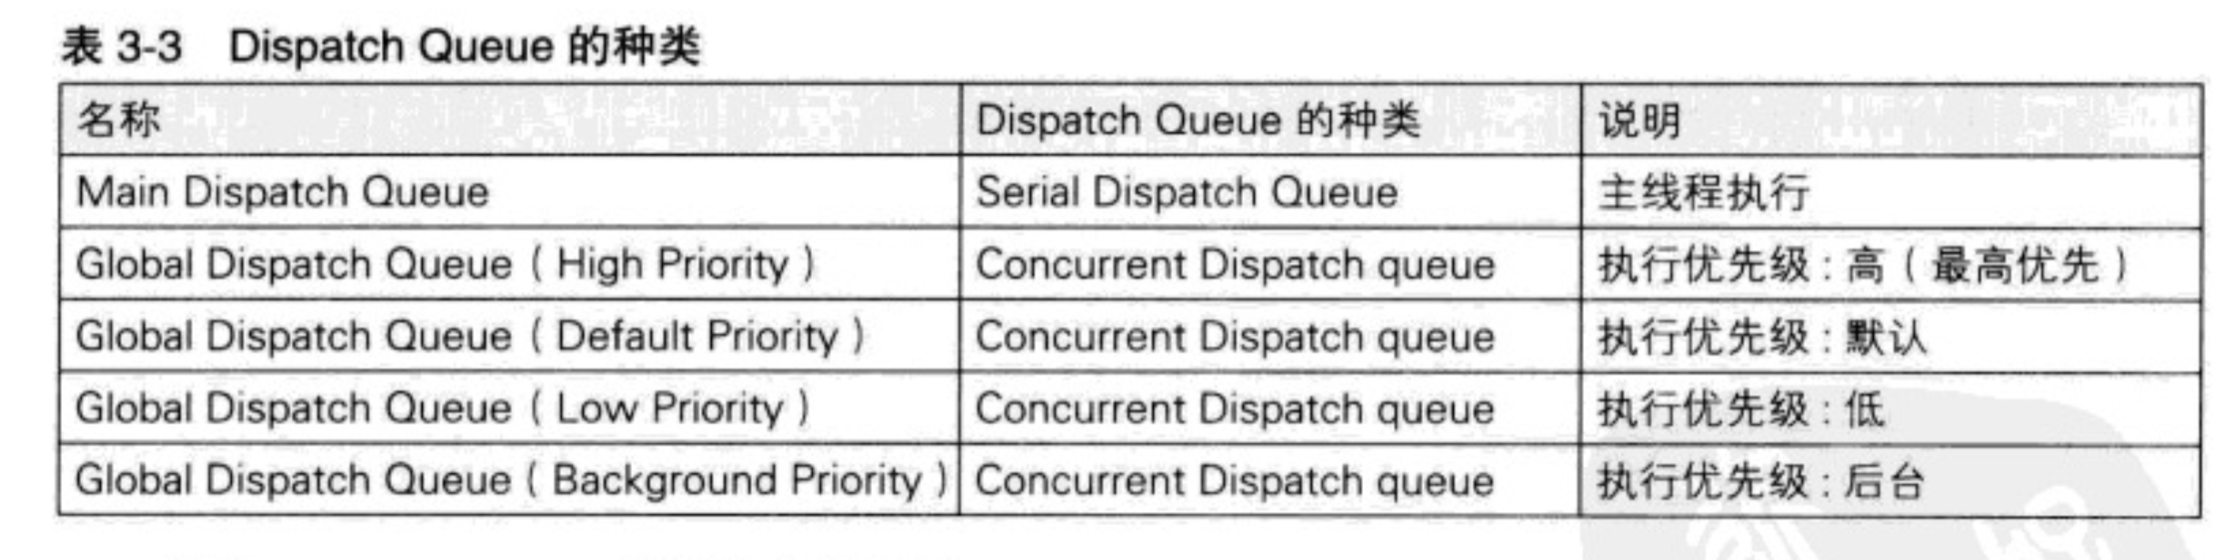 表 3-3 Dispatch Queue 的种类
名称 Dispatch Queue 的种类 说明
Main Dispatch Queue Serial Dispatch Queue 主线程执行
Global Dispatch Queue ( High Priority ) Concurrent Dispatch queue 执行优先级 : 高 ( 最高优先 )
Global Dispatch Queue ( Default Priority ) Concurrent Dispatch queue 执行优先级 : 默认
Global Dispatch Queue ( Low Priority ) Concurrent Dispatch queue 执行优先级 : 低
Global Dispatch Queue ( Background Priority ) Concurrent Dispatch queue 执行优先级 : 后台